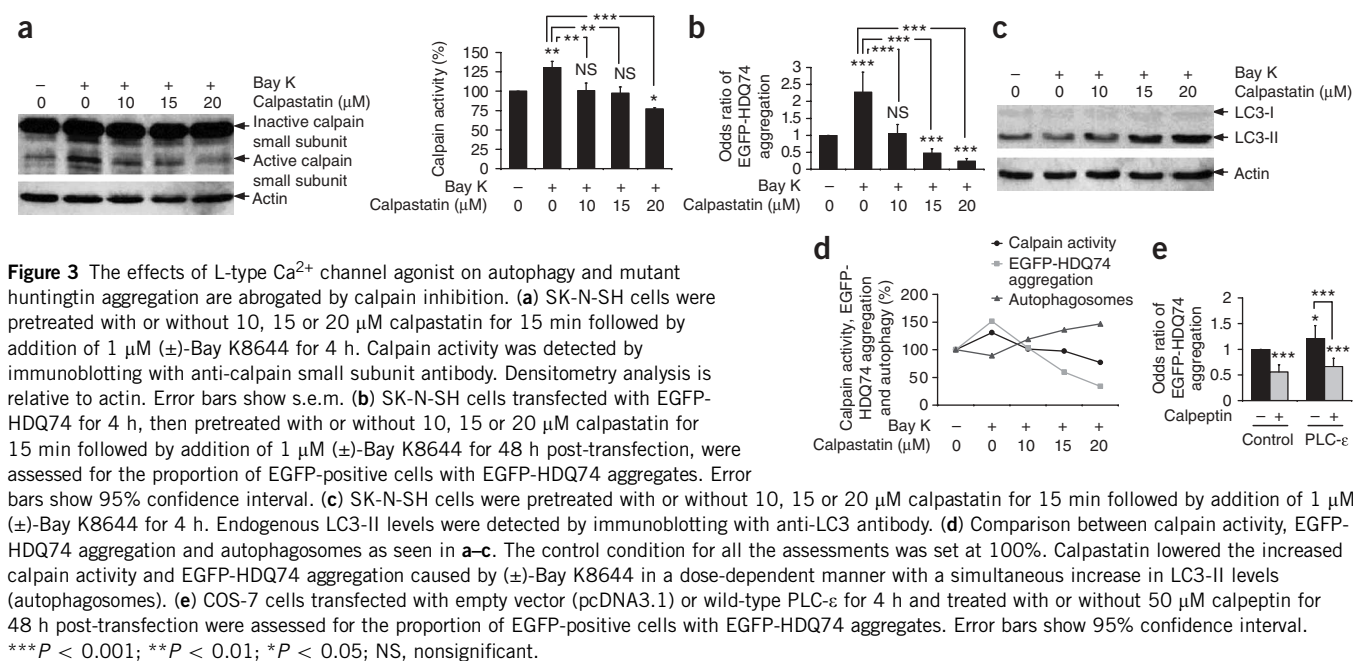 a
– + + + + Bay K
0 0 10 15 20 Calpastatin (μM)
Inactive calpain
small subunit
Active calpain
small subunit
Actin
***
**
**
** NS NS *
Calpain activity (%)
150
125
100
75
50
25
0
Bay K – + + + +
Calpastatin (μM) 0 0 10 15 20
b
***
***
***
*** NS *** ***
Odds ratio of
EGFP-HDQ74
aggregation
3
2.5
2
1.5
1
0.5
0
Bay K – + + + +
Calpastatin (μM) 0 0 10 15 20
c
– + + + + Bay K
0 0 10 15 20 Calpastatin (μM)
LC3-I
LC3-II
Actin
d
Calpain activity
EGFP-HDQ74
aggregation
Autophagosomes
Calpain activity, EGFP-
HDQ74 aggregation
and autophagy (%)
200
150
100
50
0
Bay K – + + + +
Calpastatin (μM) 0 0 10 15 20
e
***
*** * ***
Odds ratio of
EGFP-HDQ74
aggregation
2
1.5
1
0.5
0
Calpeptin – + – +
Control PLC-ε
Figure 3 The effects of L-type Ca2+ channel agonist on autophagy and mutant
huntingtin aggregation are abrogated by calpain inhibition. (a) SK-N-SH cells were
pretreated with or without 10, 15 or 20 μM calpastatin for 15 min followed by
addition of 1 μM (±)-Bay K8644 for 4 h. Calpain activity was detected by
immunoblotting with anti-calpain small subunit antibody. Densitometry analysis is
relative to actin. Error bars show s.e.m. (b) SK-N-SH cells transfected with EGFP-
HDQ74 for 4 h, then pretreated with or without 10, 15 or 20 μM calpastatin for
15 min followed by addition of 1 μM (±)-Bay K8644 for 48 h post-transfection, were
assessed for the proportion of EGFP-positive cells with EGFP-HDQ74 aggregates. Error
bars show 95% confidence interval. (c) SK-N-SH cells were pretreated with or without 10, 15 or 20 μM calpastatin for 15 min followed by addition of 1 μM
(±)-Bay K8644 for 4 h. Endogenous LC3-II levels were detected by immunoblotting with anti-LC3 antibody. (d) Comparison between calpain activity, EGFP-
HDQ74 aggregation and autophagosomes as seen in a–c. The control condition for all the assessments was set at 100%. Calpastatin lowered the increased
calpain activity and EGFP-HDQ74 aggregation caused by (±)-Bay K8644 in a dose-dependent manner with a simultaneous increase in LC3-II levels
(autophagosomes). (e) COS-7 cells transfected with empty vector (pcDNA3.1) or wild-type PLC-ε for 4 h and treated with or without 50 μM calpeptin for
48 h post-transfection were assessed for the proportion of EGFP-positive cells with EGFP-HDQ74 aggregates. Error bars show 95% confidence interval.
***P < 0.001; **P < 0.01; *P < 0.05; NS, nonsignificant.